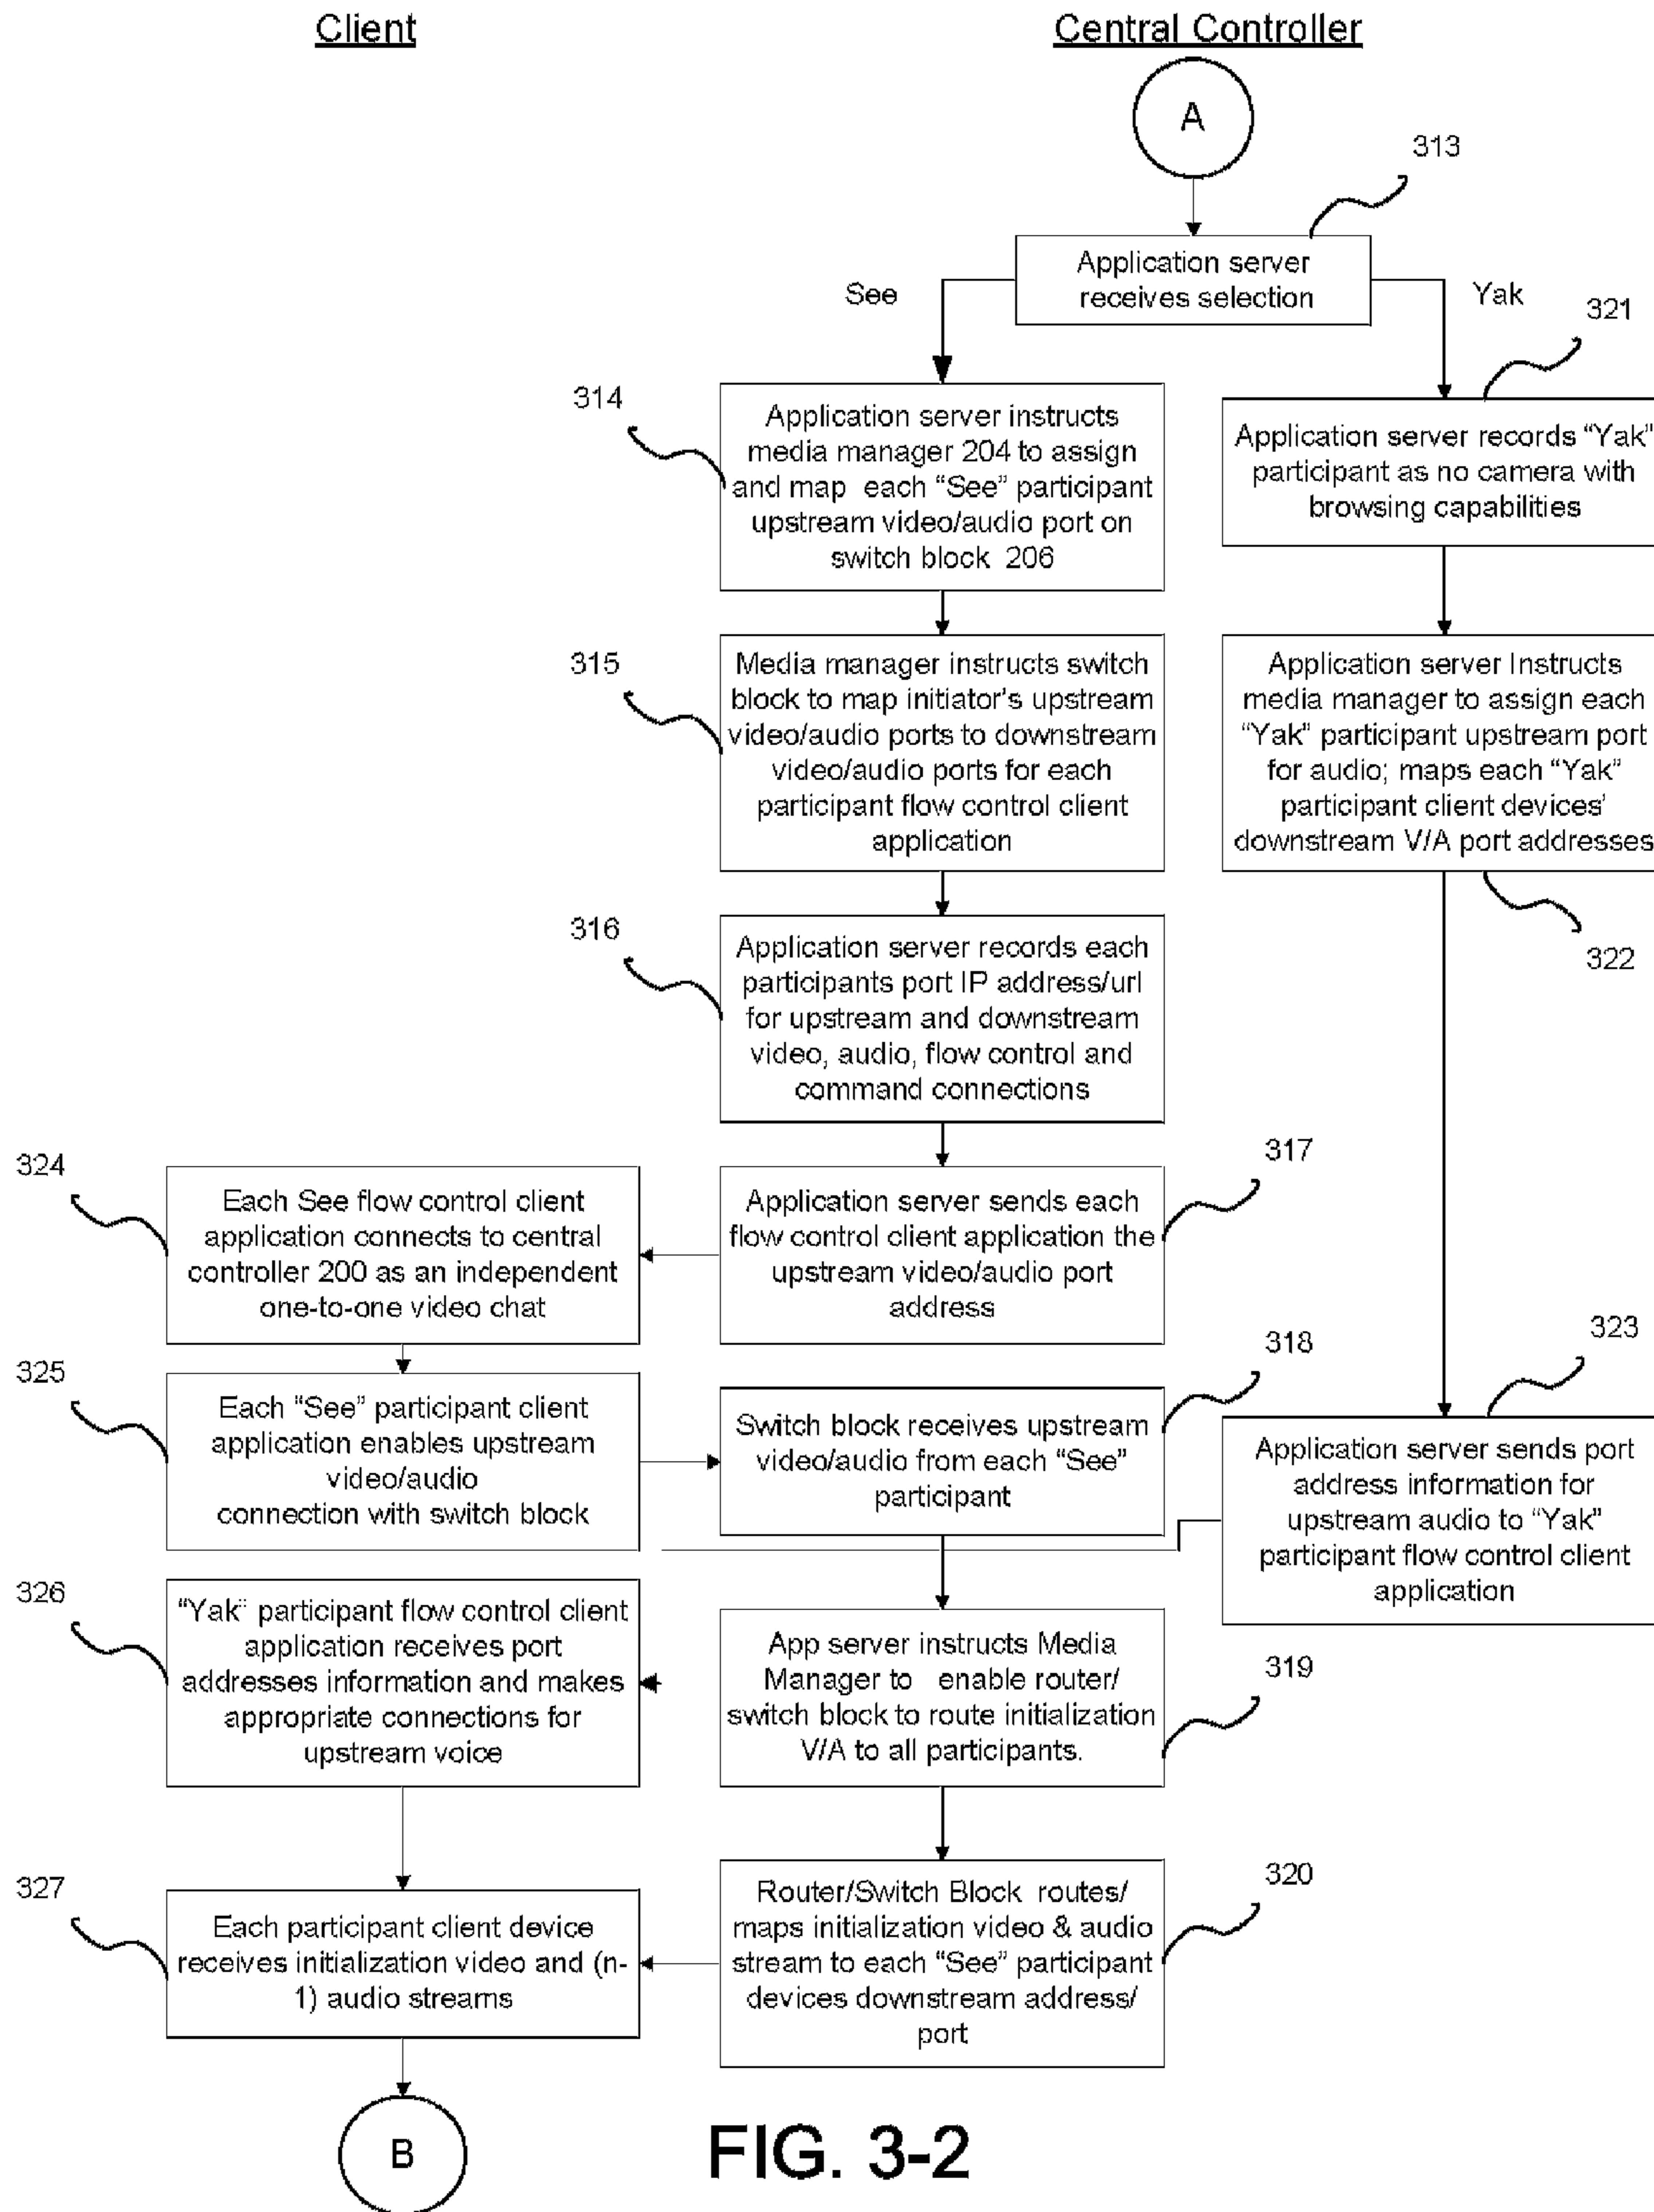 Client
Central Controller
A
313
Application server
receives selection
See
Yak
321
314
Application server instructs
media manager 204 to assign
and map each “See” participant
upstream video/audio port on
switch block 206
Application server records “Yak”
participant as no camera with
browsing capabilities
315
Media manager instructs switch
block to map initiator’s upstream
video/audio ports to downstream
video/audio ports for each
participant flow control client
application
Application server Instructs
media manager to assign each
“Yak” participant upstream port
for audio; maps each “Yak”
participant client devices’
downstream V/A port addresses
322
316
Application server records each
participants port IP address/url
for upstream and downstream
video, audio, flow control and
command connections
324
Each See flow control client
application connects to central
controller 200 as an independent
one-to-one video chat
317
Application server sends each
flow control client application the
upstream video/audio port
address
325
Each “See” participant client
application enables upstream
video/audio
connection with switch block
318
Switch block receives upstream
video/audio from each “See”
participant
323
Application server sends port
address information for
upstream audio to “Yak”
participant flow control client
application
326
“Yak” participant flow control client
application receives port
addresses information and makes
appropriate connections for
upstream voice
319
App server instructs Media
Manager to enable router/
switch block to route initialization
V/A to all participants.
327
Each participant client device
receives initialization video and (n-
1) audio streams
320
Router/Switch Block routes/
maps initialization video & audio
stream to each “See” participant
devices downstream address/
port
B
FIG. 3-2